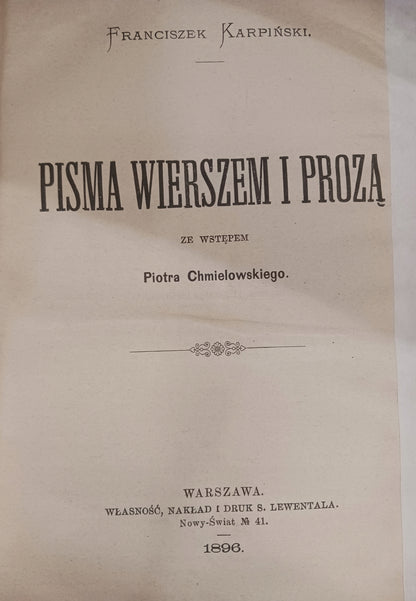 Franciszek Karpiński.
PISMA WIERSZEM I PROZĄ
ZE WSTĘPEM
Piotra Chmielowskiego.
WARSZAWA.
WŁASNOŚĆ, NAKŁAD I DRUK S. LEWENTALA.
Nowy-Świat № 41.
1896.